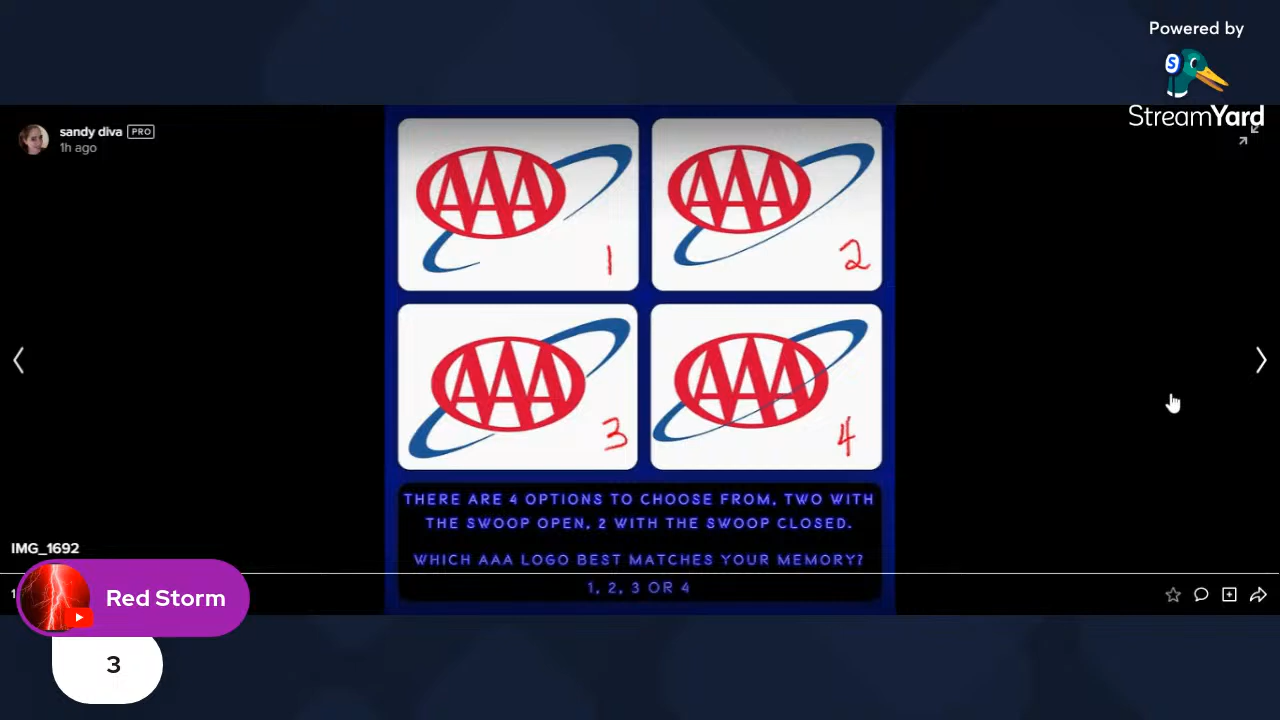 Powered by
StreamYard
sandy diva PRO
1h ago
AAA
1
AAA
2
AAA
3
AAA
4
THERE ARE 4 OPTIONS TO CHOOSE FROM, TWO WITH
THE SWOOP OPEN, 2 WITH THE SWOOP CLOSED.
WHICH AAA LOGO BEST MATCHES YOUR MEMORY?
1, 2, 3 OR 4
IMG_1692
Red Storm
3